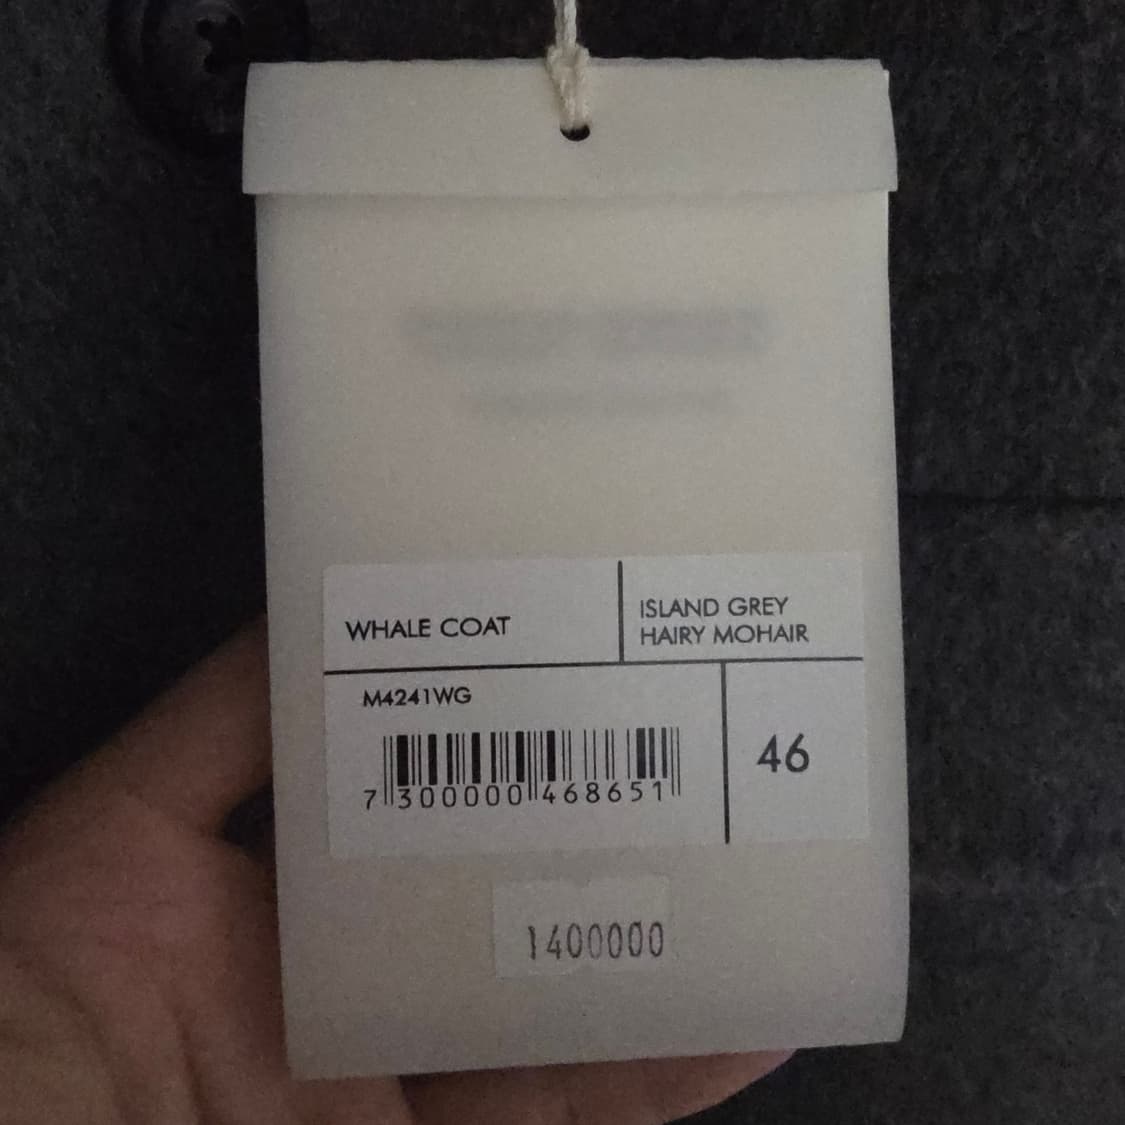 WHALE COAT
ISLAND GREY
HAIRY MOHAIR
M4241WG
7 300000 468651
46
1400000